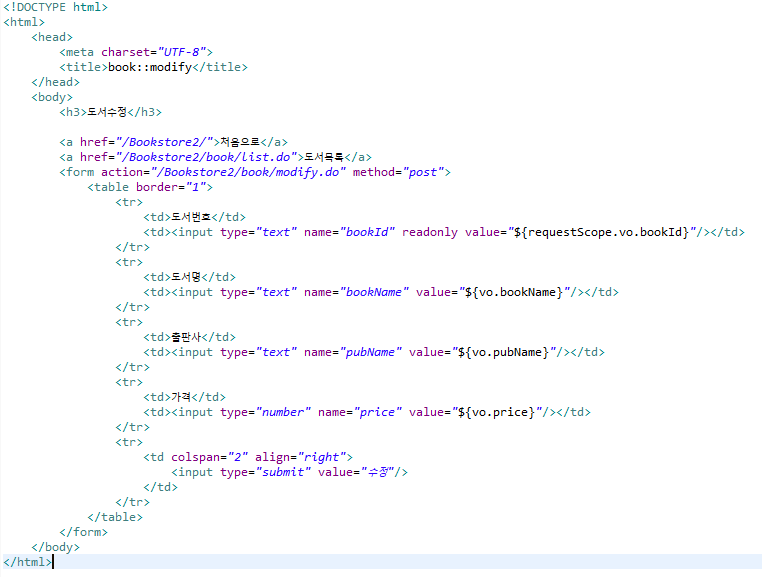 <!DOCTYPE html>
<html>
    <head>
        <meta charset="UTF-8">
        <title>book::modify</title>
    </head>
    <body>
        <h3>도서수정</h3>

        <a href="/Bookstore2/">처음으로</a>
        <a href="/Bookstore2/book/list.do">도서목록</a>
        <form action="/Bookstore2/book/modify.do" method="post">
            <table border="1">
                <tr>
                    <td>도서번호</td>
                    <td><input type="text" name="bookId" readonly value="${requestScope.vo.bookId}"/></td>
                </tr>
                <tr>
                    <td>도서명</td>
                    <td><input type="text" name="bookName" value="${vo.bookName}"/></td>
                </tr>
                <tr>
                    <td>출판사</td>
                    <td><input type="text" name="pubName" value="${vo.pubName}"/></td>
                </tr>
                <tr>
                    <td>가격</td>
                    <td><input type="number" name="price" value="${vo.price}"/></td>
                </tr>
                <tr>
                    <td colspan="2" align="right">
                        <input type="submit" value="수정"/>
                    </td>
                </tr>
            </table>
        </form>
    </body>
</html>